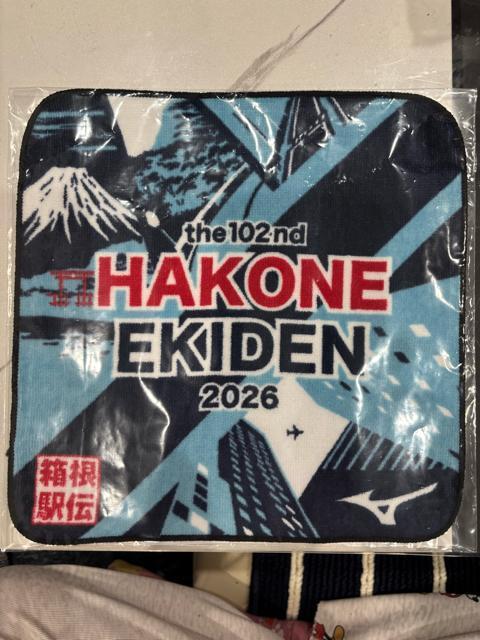 the 102nd
HAKONE
EKIDEN
2026
箱根
駅伝